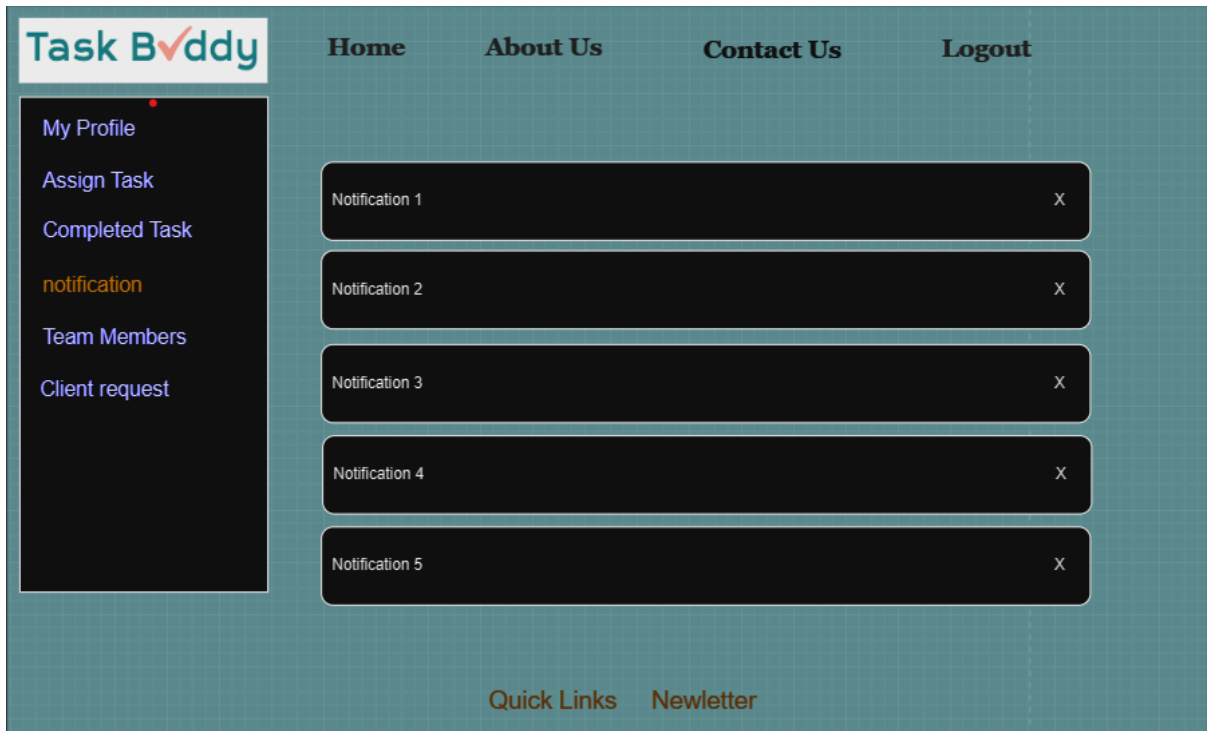 Task Buddy
Home About Us Contact Us Logout
My Profile
Assign Task
Completed Task
notification
Team Members
Client request
Notification 1 X
Notification 2 X
Notification 3 X
Notification 4 X
Notification 5 X
Quick Links Newletter